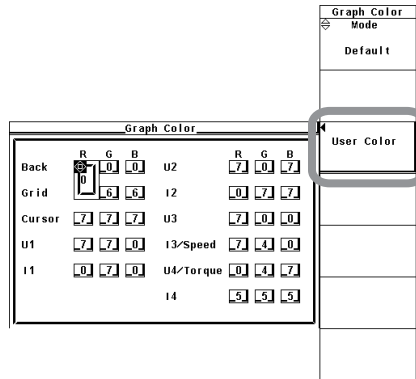 Graph Color
Mode
Default
User Color
Graph Color
R G B R G B
Back 0 0 U2 7 0 7
0
Grid 6 6 I2 0 7 7
Cursor 7 7 7 U3 7 0 0
U1 7 7 0 I3/Speed 7 4 0
I1 0 7 0 U4/Torque 0 4 7
I4 5 5 5